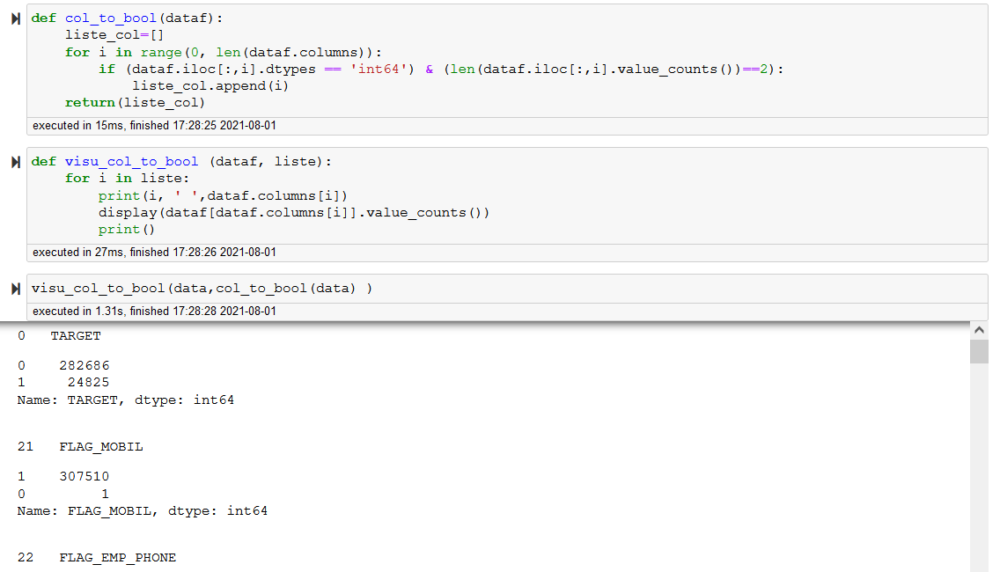 def col_to_bool(dataf):
    liste_col=[]
    for i in range(0, len(dataf.columns)):
        if (dataf.iloc[:,i].dtypes == 'int64') & (len(dataf.iloc[:,i].value_counts())==2):
            liste_col.append(i)
    return(liste_col)
executed in 15ms, finished 17:28:25 2021-08-01
def visu_col_to_bool (dataf, liste):
    for i in liste:
        print(i, ' ',dataf.columns[i])
        display(dataf[dataf.columns[i]].value_counts())
        print()
executed in 27ms, finished 17:28:26 2021-08-01
visu_col_to_bool(data,col_to_bool(data) )
executed in 1.31s, finished 17:28:28 2021-08-01
0   TARGET
0    282686
1     24825
Name: TARGET, dtype: int64
21   FLAG_MOBIL
1    307510
0         1
Name: FLAG_MOBIL, dtype: int64
22   FLAG_EMP_PHONE